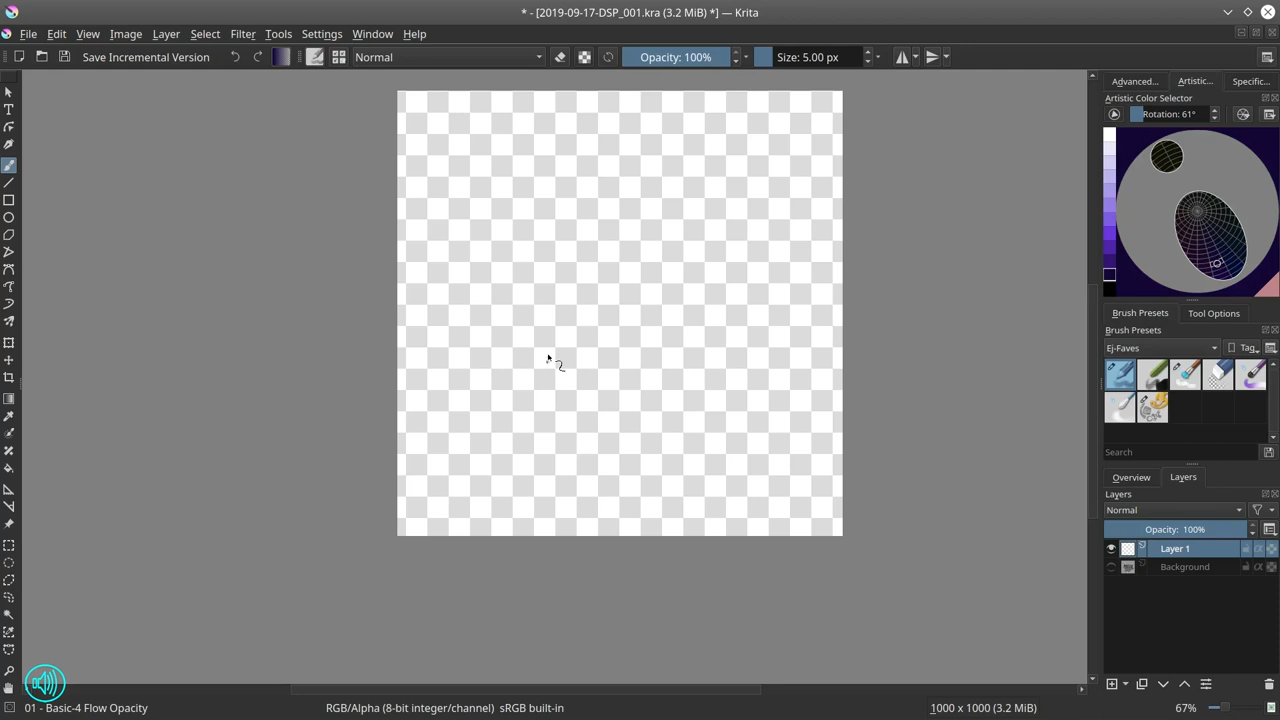 * - [2019-09-17-DSP_001.kra (3.2 MiB) *] — Krita
File Edit View Image Layer Select Filter Tools Settings Window Help
Save Incremental Version Normal Opacity: 100% Size: 5.00 px
Advanced... Artistic... Specific...
Artistic Color Selector
Rotation: 61°
Brush Presets Tool Options
Brush Presets
Ej-Faves Tag
Search
Overview Layers
Layers
Normal
Opacity: 100%
Layer 1
Background
01 - Basic-4 Flow Opacity RGB/Alpha (8-bit integer/channel) sRGB built-in 1000 x 1000 (3.2 MiB) 67%